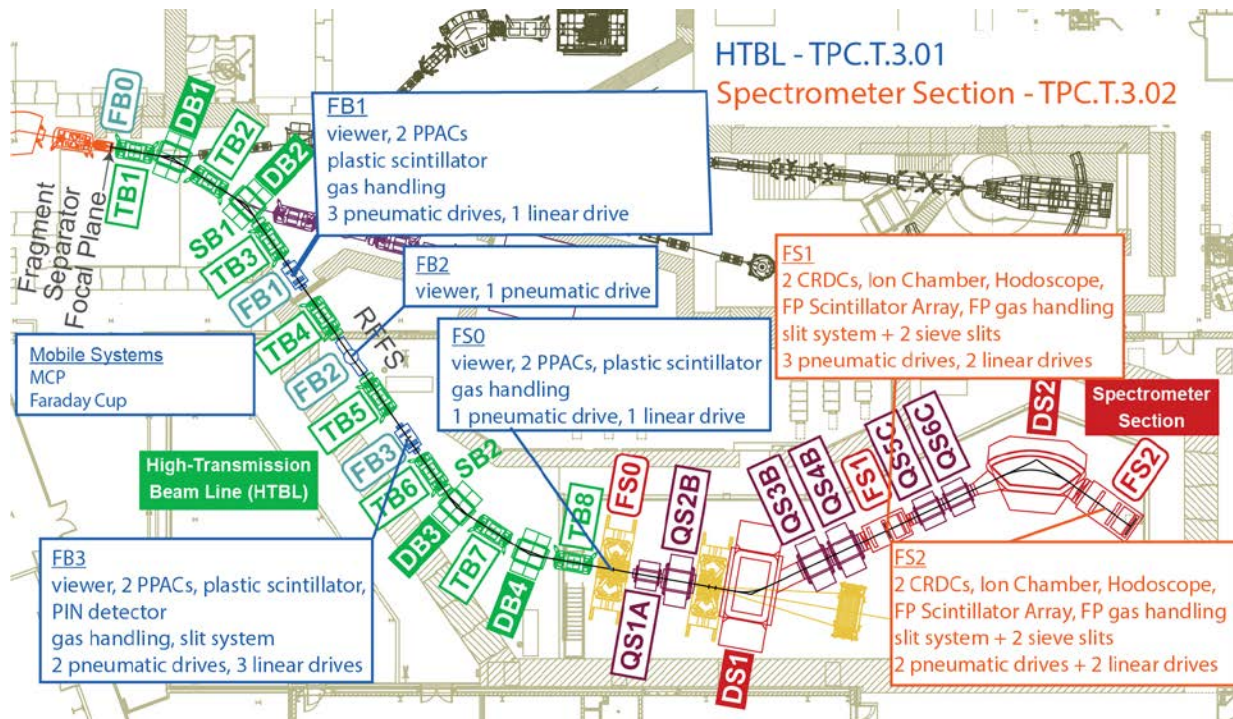 HTBL - TPC.T.3.01
Spectrometer Section - TPC.T.3.02
FB0
DB1
TB2
DB2
TB1
Fragment
Separator
Focal Plane
SB1
TB3
FB1
TB4
RFFS
FB2
TB5
FB3
TB6
SB2
DB3
TB7
DB4
TB8
FS0
QS1A
QS2B
DS1
QS3B
QS4B
FS1
QS5C
QS6C
DS2
FS2
FB1
viewer, 2 PPACs
plastic scintillator
gas handling
3 pneumatic drives, 1 linear drive
FB2
viewer, 1 pneumatic drive
FS0
viewer, 2 PPACs, plastic scintillator
gas handling
1 pneumatic drive, 1 linear drive
FS1
2 CRDCs, Ion Chamber, Hodoscope,
FP Scintillator Array, FP gas handling
slit system + 2 sieve slits
3 pneumatic drives, 2 linear drives
Mobile Systems
MCP
Faraday Cup
High-Transmission
Beam Line (HTBL)
Spectrometer
Section
FB3
viewer, 2 PPACs, plastic scintillator,
PIN detector
gas handling, slit system
2 pneumatic drives, 3 linear drives
FS2
2 CRDCs, Ion Chamber, Hodoscope,
FP Scintillator Array, FP gas handling
slit system + 2 sieve slits
2 pneumatic drives + 2 linear drives